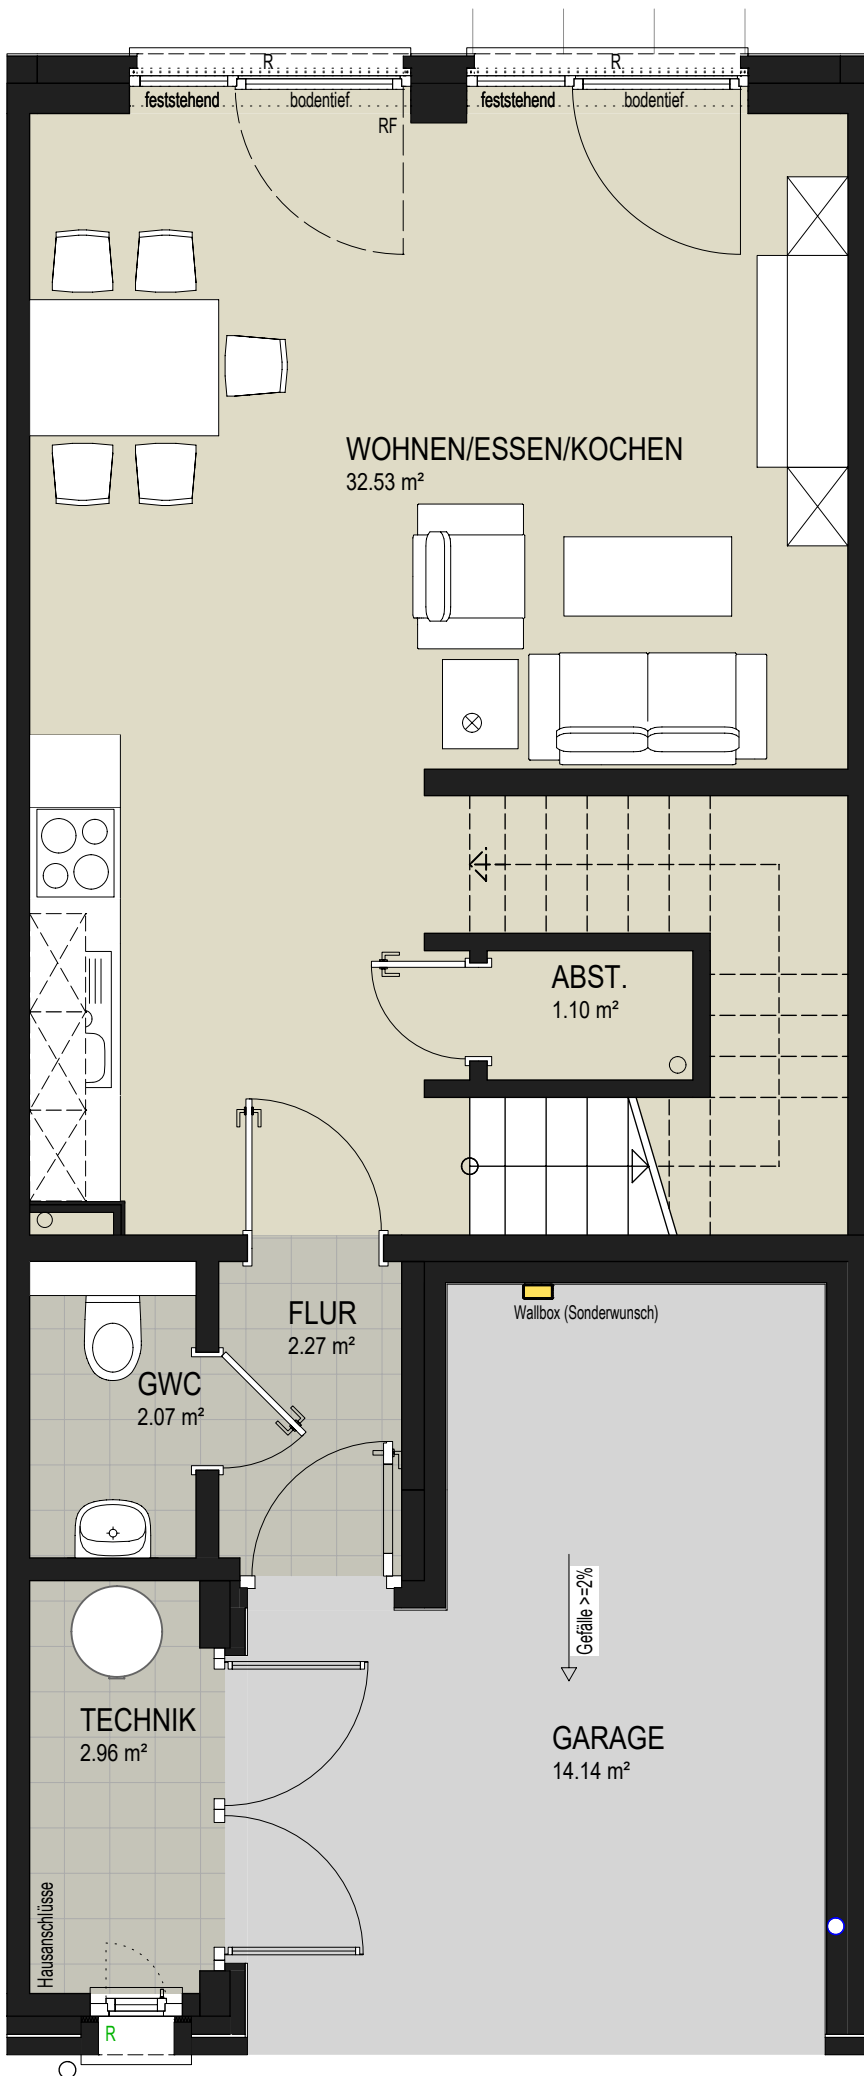 R
R
feststehend
bodentief
feststehend
bodentief
RF
WOHNEN/ESSEN/KOCHEN
32.53 m²
ABST.
1.10 m²
FLUR
2.27 m²
Wallbox (Sonderwunsch)
GWC
2.07 m²
Gefälle >=2%
TECHNIK
2.96 m²
GARAGE
14.14 m²
Hausanschlüsse
R